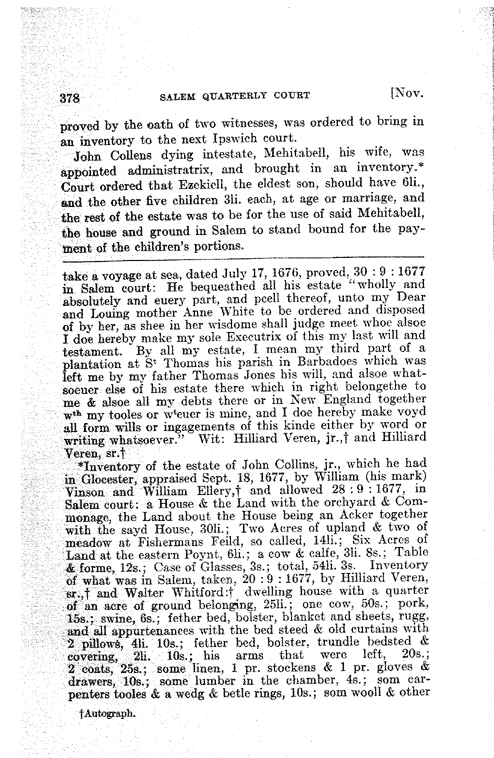 378 SALEM QUARTERLY COURT [Nov.
proved by the oath of two witnesses, was ordered to bring in
an inventory to the next Ipswich court.
John Collens dying intestate, Mehitabell, his wife, was
appointed administratrix, and brought in an inventory.*
Court ordered that Ezekiell, the eldest son, should have 6li.,
and the other five children 3li. each, at age or marriage, and
the rest of the estate was to be for the use of said Mehitabell,
the house and ground in Salem to stand bound for the pay-
ment of the children's portions.
take a voyage at sea, dated July 17, 1676, proved, 30 : 9 : 1677
in Salem court: He bequeathed all his estate "wholly and
absolutely and euery part, and pcell thereof, unto my Dear
and Louing mother Anne White to be ordered and disposed
of by her, as shee in her wisdome shall judge meet whoe alsoe
I doe hereby make my sole Executrix of this my last will and
testament. By all my estate, I mean my third part of a
plantation at St Thomas his parish in Barbadoes which was
left me by my father Thomas Jones his will, and alsoe what-
soeuer else of his estate there which in right belongethe to
me & alsoe all my debts there or in New England together
wth my tooles or wteuer is mine, and I doe hereby make voyd
all form wills or ingagements of this kinde either by word or
writing whatsoever." Wit: Hilliard Veren, jr.,† and Hilliard
Veren, sr.†
*Inventory of the estate of John Collins, jr., which he had
in Glocester, appraised Sept. 18, 1677, by William (his mark)
Vinson and William Ellery,† and allowed 28 : 9 : 1677, in
Salem court: a House & the Land with the orchyard & Com-
monage, the Land about the House being an Acker together
with the sayd House, 30li.; Two Acres of upland & two of
meadow at Fishermans Feild, so called, 14li.; Six Acres of
Land at the eastern Poynt, 6li.; a cow & calfe, 3li. 8s.; Table
& forme, 12s.; Case of Glasses, 3s.; total, 54li. 3s. Inventory
of what was in Salem, taken, 20 : 9 : 1677, by Hilliard Veren,
sr.,† and Walter Whitford:† dwelling house with a quarter
of an acre of ground belonging, 25li.; one cow, 50s.; pork,
15s.; swine, 6s.; fether bed, bolster, blanket and sheets, rugg,
and all appurtenances with the bed steed & old curtains with
2 pillows, 4li. 10s.; fether bed, bolster, trundle bedsted &
covering, 2li. 10s.; his arms that were left, 20s.;
2 coats, 25s.; some linen, 1 pr. stockens & 1 pr. gloves &
drawers, 10s.; some lumber in the chamber, 4s.; som car-
penters tooles & a wedg & betle rings, 10s.; som wooll & other
†Autograph.